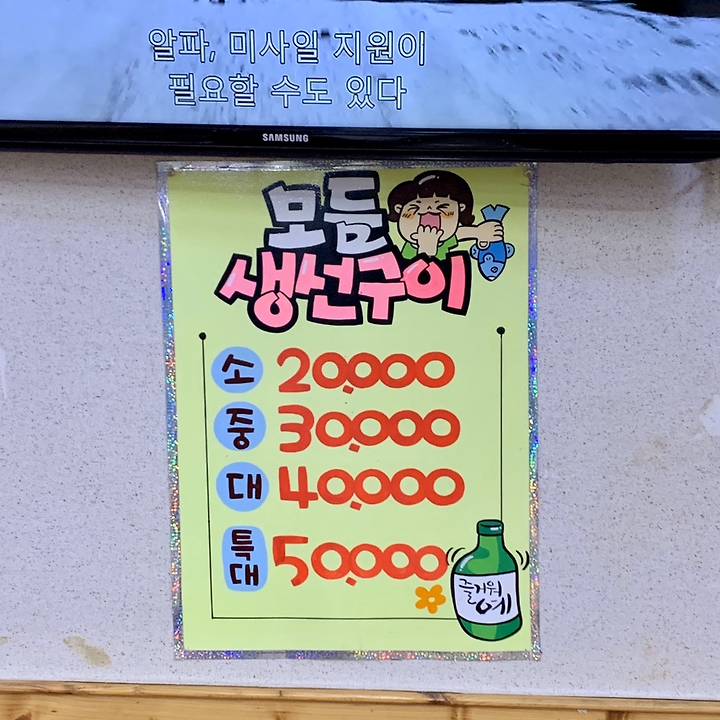 알파, 미사일 지원이
필요할 수도 있다
SAMSUNG
모듬
생선구이
소 20,000
중 30,000
대 40,000
특대 50,000
즐거워
예